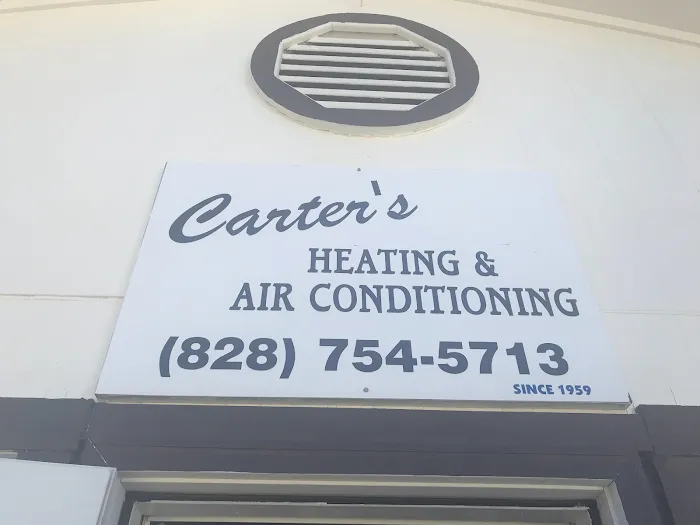 Carter's
HEATING &
AIR CONDITIONING
(828) 754-5713
SINCE 1959